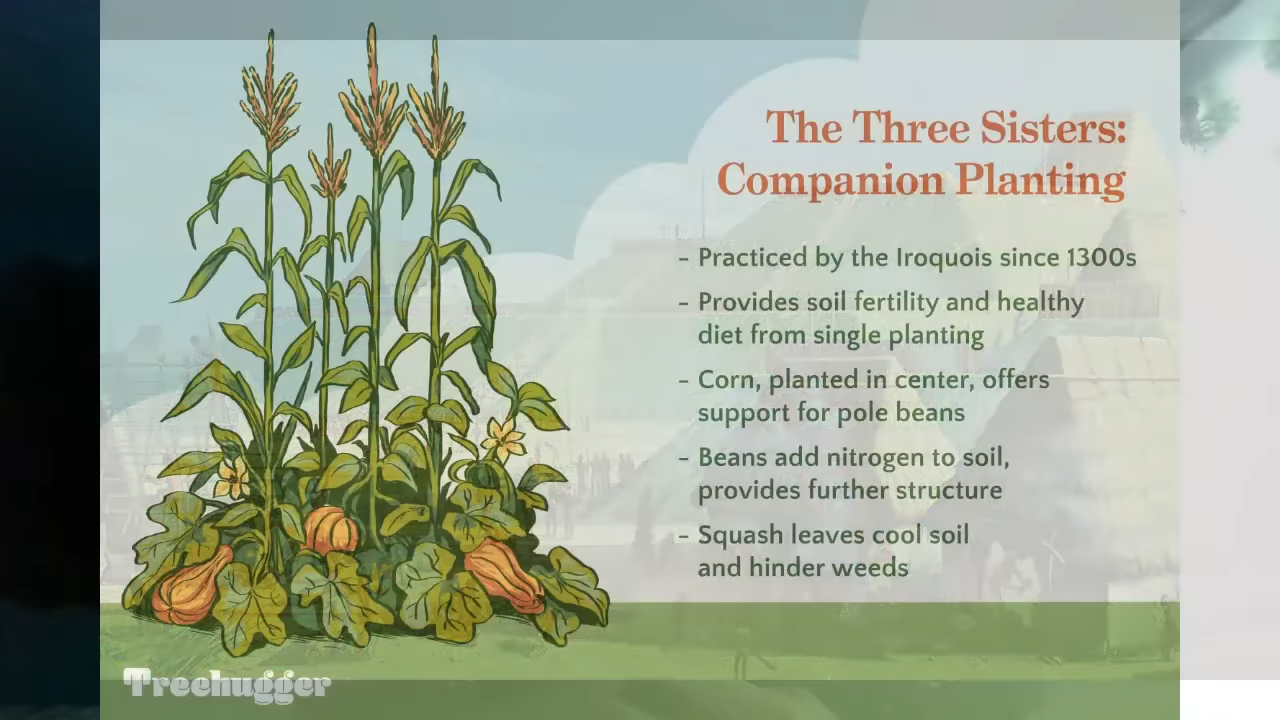 The Three Sisters:
Companion Planting
- Practiced by the Iroquois since 1300s
- Provides soil fertility and healthy
diet from single planting
- Corn, planted in center, offers
support for pole beans
- Beans add nitrogen to soil,
provides further structure
- Squash leaves cool soil
and hinder weeds
Treehugger